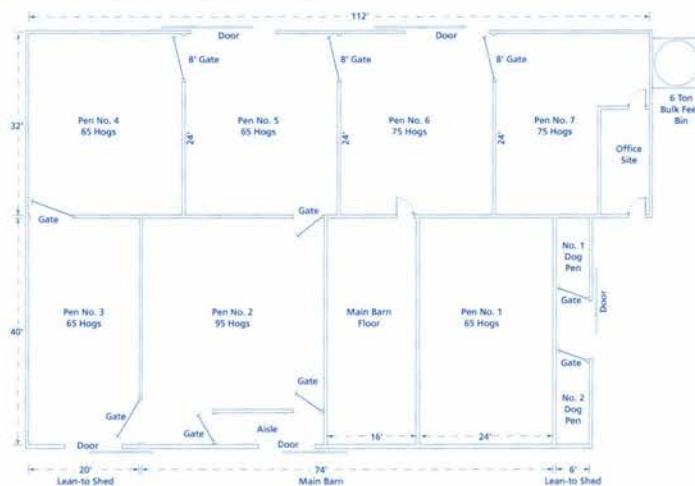 112'
Door
Door
8' Gate
8' Gate
8' Gate
32'
Pen No. 4
65 Hogs
Pen No. 5
65 Hogs
Pen No. 6
75 Hogs
Pen No. 7
75 Hogs
24'
24'
24'
6 Ton
Bulk Feed
Bin
Office
Site
Gate
Gate
No. 1
Dog
Pen
Gate
Door
Pen No. 3
65 Hogs
Pen No. 2
95 Hogs
Main Barn
Floor
Pen No. 1
65 Hogs
40'
Gate
Gate
No. 2
Dog
Pen
Gate
Gate
Aisle
Door
Door
16'
24'
20'
Lean-to Shed
74'
Main Barn
6'
Lean-to Shed